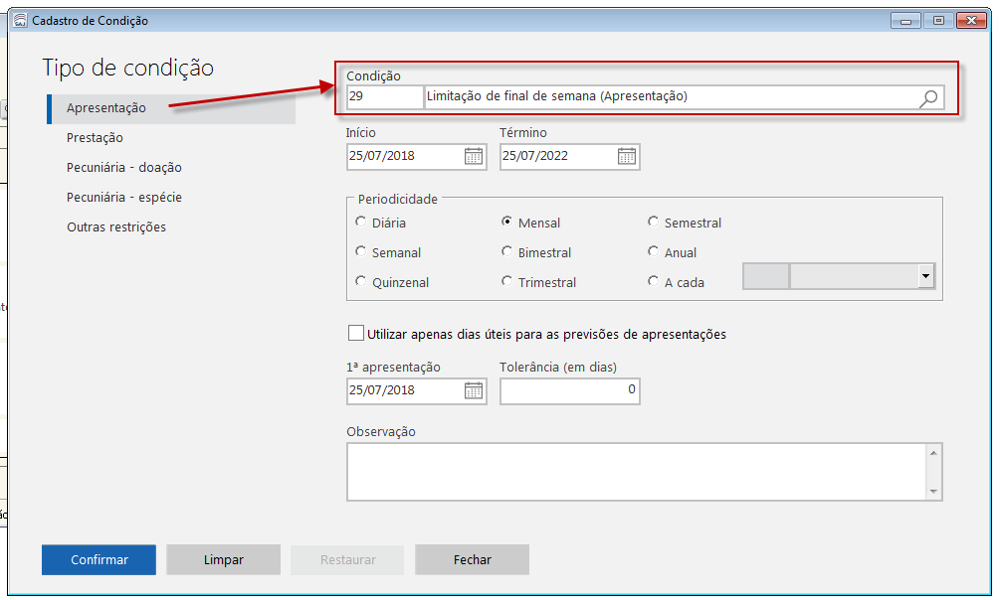 Cadastro de Condição
Tipo de condição
Apresentação
Prestação
Pecuniária - doação
Pecuniária - espécie
Outras restrições
Condição
29 Limitação de final de semana (Apresentação)
Início Término
25/07/2018 25/07/2022
Periodicidade
Diária Mensal Semestral
Semanal Bimestral Anual
Quinzenal Trimestral A cada
Utilizar apenas dias úteis para as previsões de apresentações
1ª apresentação Tolerância (em dias)
25/07/2018 0
Observação
Confirmar Limpar Restaurar Fechar